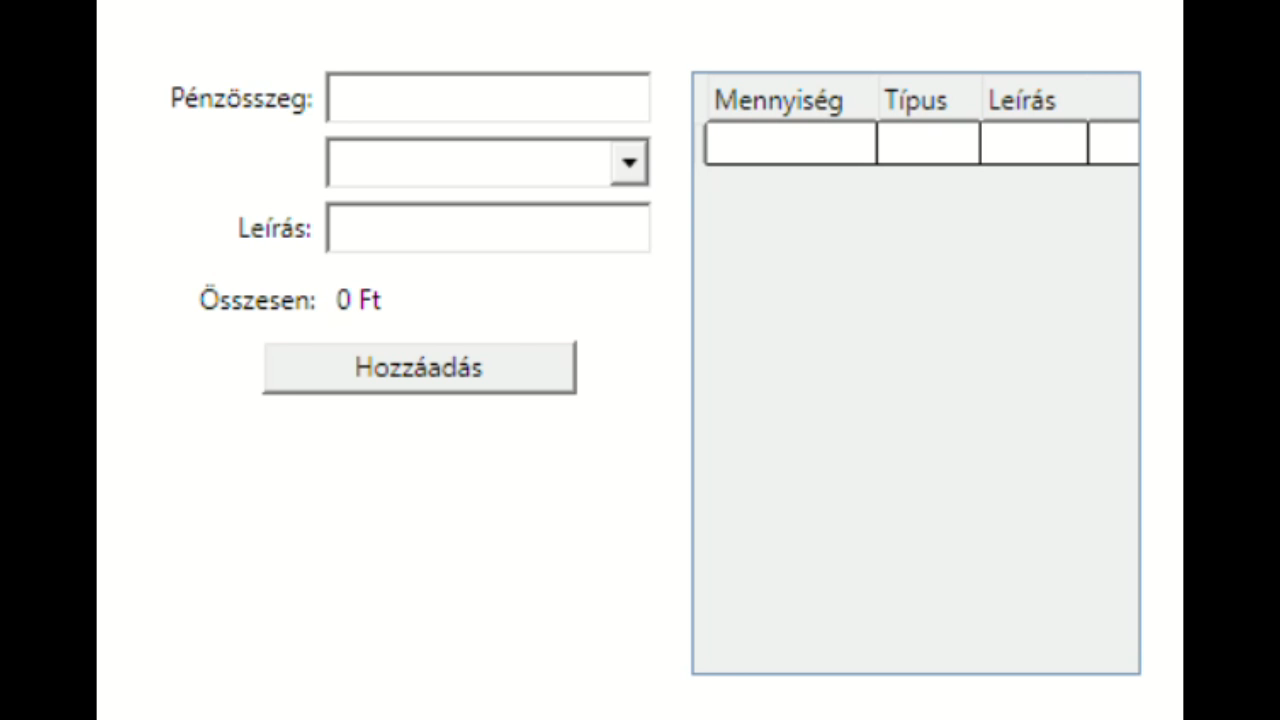 Pénzösszeg:
Leírás:
Összesen: 0 Ft
Hozzáadás
Mennyiség Típus Leírás